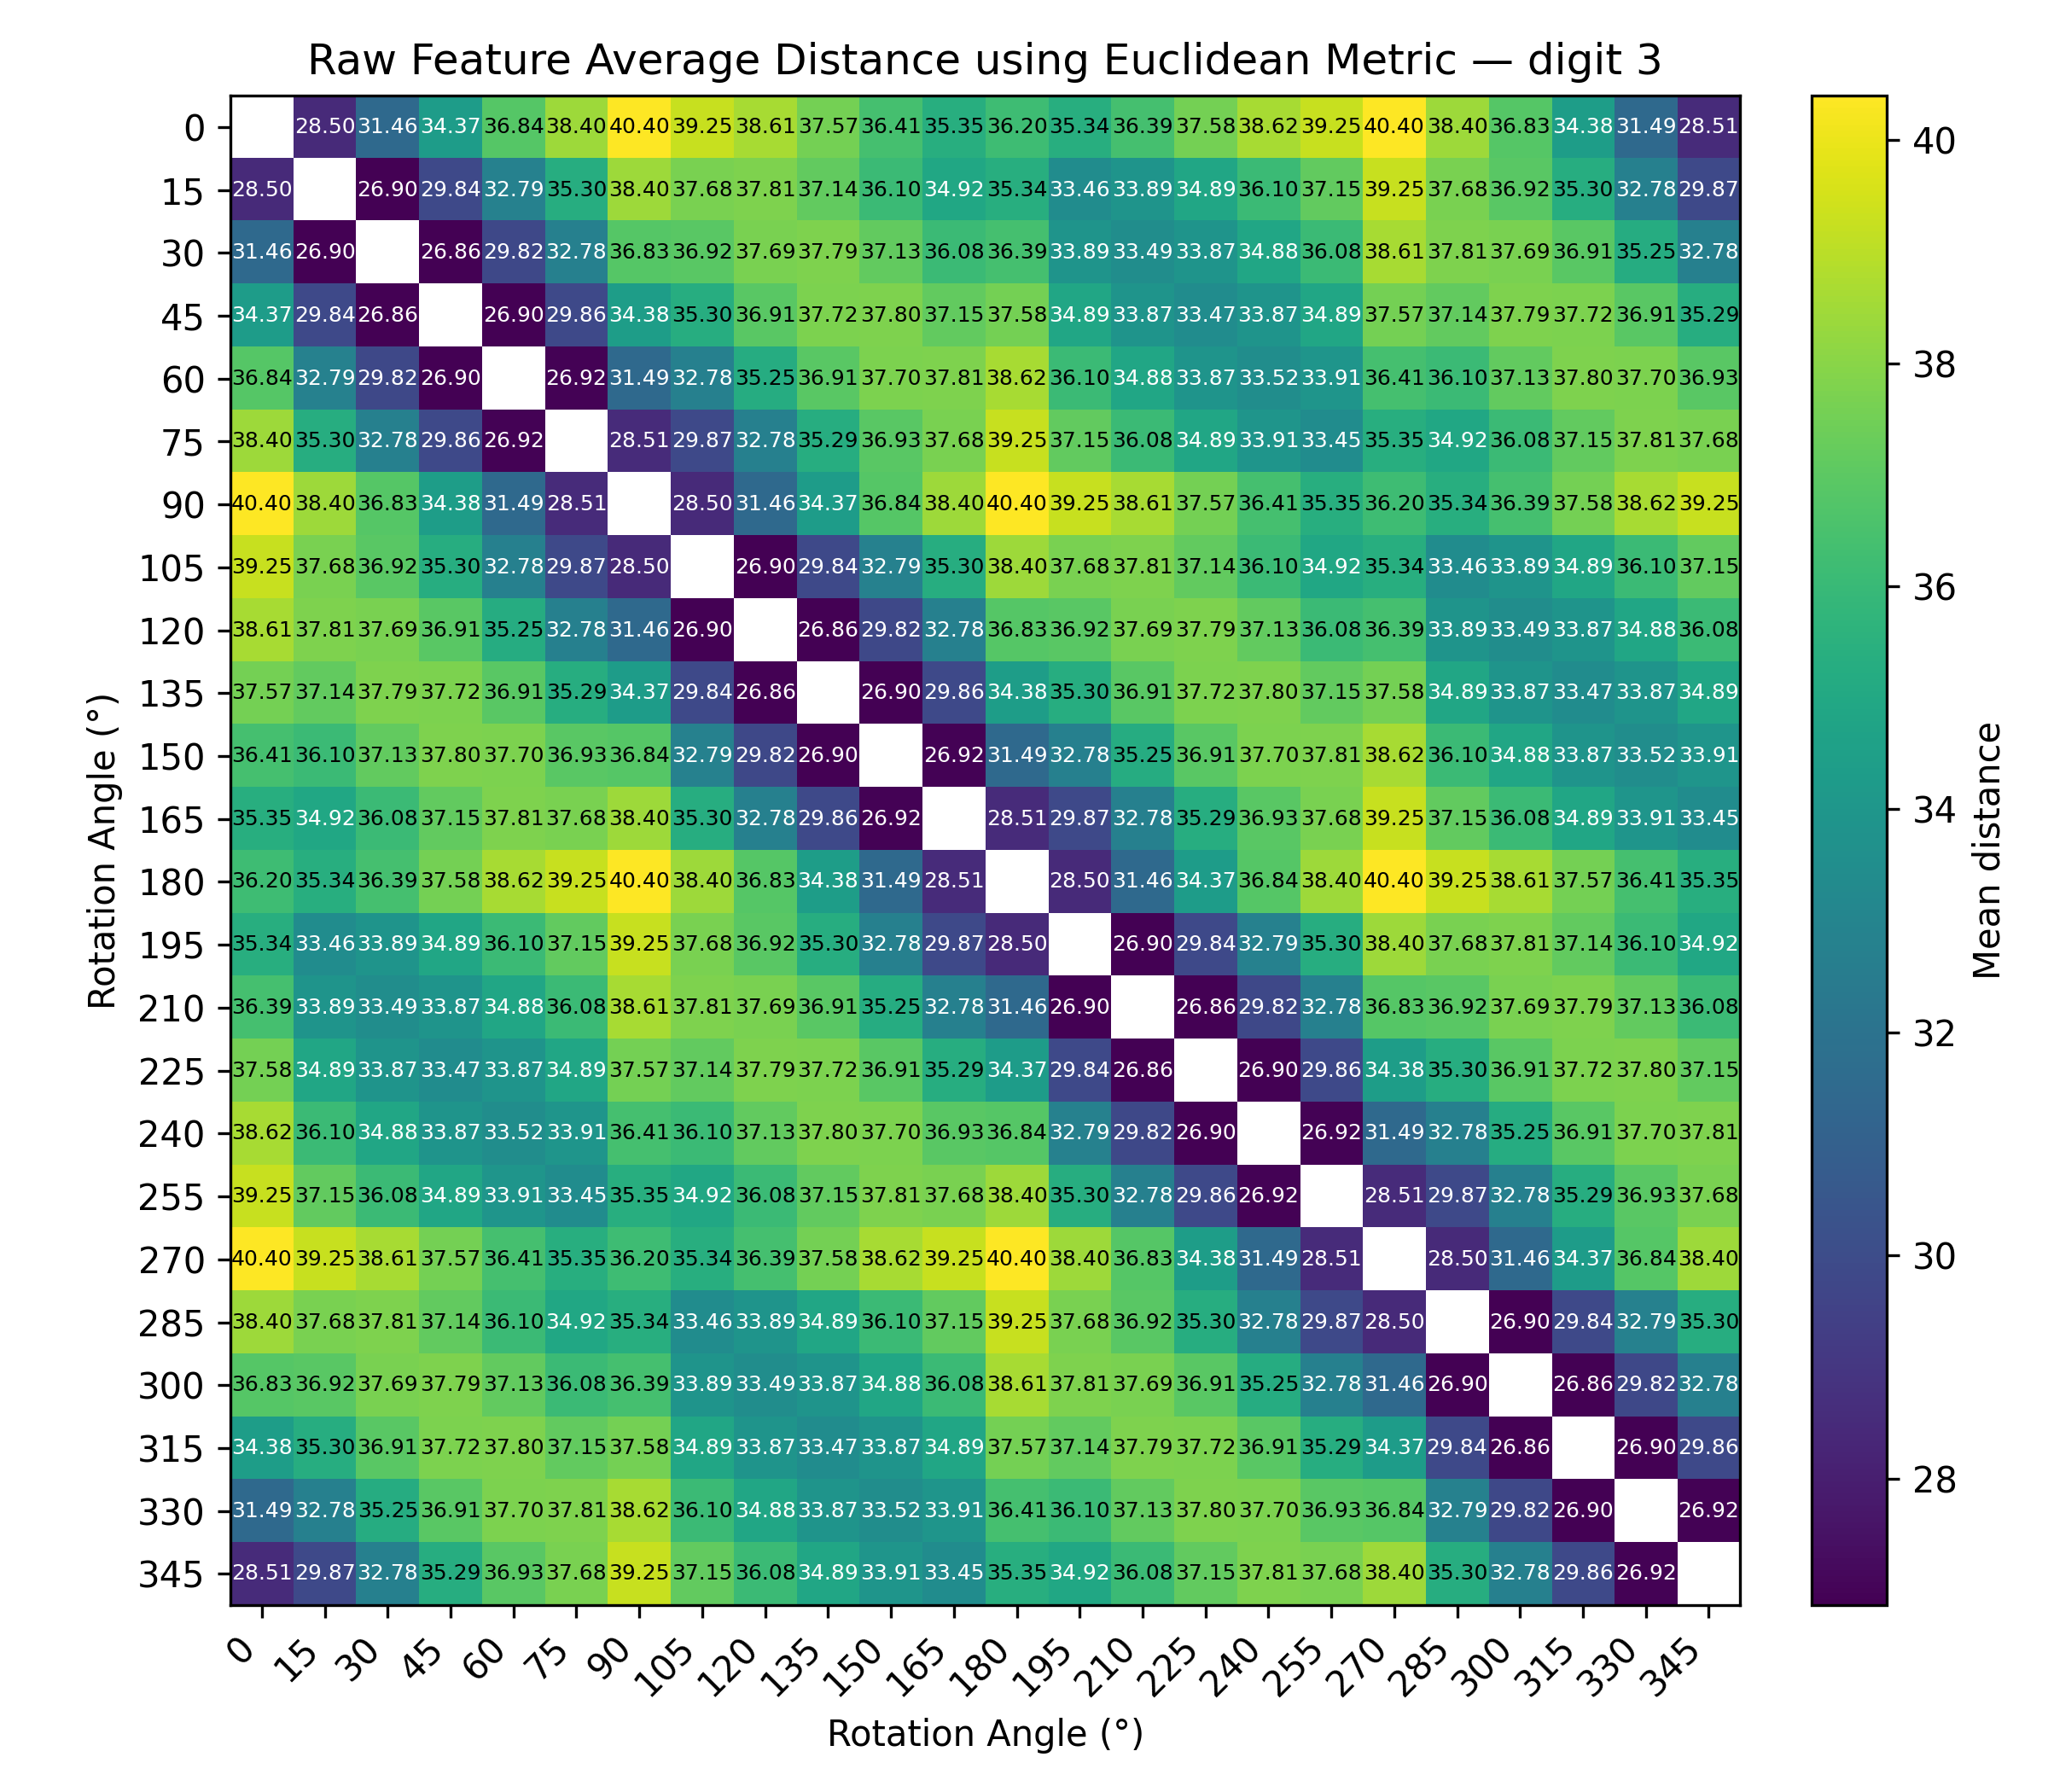 Raw Feature Average Distance using Euclidean Metric — digit 3
0 28.50 31.46 34.37 36.84 38.40 40.40 39.25 38.61 37.57 36.41 35.35 36.20 35.34 36.39 37.58 38.62 39.25 40.40 38.40 36.83 34.38 31.49 28.51
15 28.50 26.90 29.84 32.79 35.30 38.40 37.68 37.81 37.14 36.10 34.92 35.34 33.46 33.89 34.89 36.10 37.15 39.25 37.68 36.92 35.30 32.78 29.87
30 31.46 26.90 26.86 29.82 32.78 36.83 36.92 37.69 37.79 37.13 36.08 36.39 33.89 33.49 33.87 34.88 36.08 38.61 37.81 37.69 36.91 35.25 32.78
45 34.37 29.84 26.86 26.90 29.86 34.38 35.30 36.91 37.72 37.80 37.15 37.58 34.89 33.87 33.47 33.87 34.89 37.57 37.14 37.79 37.72 36.91 35.29
60 36.84 32.79 29.82 26.90 26.92 31.49 32.78 35.25 36.91 37.70 37.81 38.62 36.10 34.88 33.87 33.52 33.91 36.41 36.10 37.13 37.80 37.70 36.93
75 38.40 35.30 32.78 29.86 26.92 28.51 29.87 32.78 35.29 36.93 37.68 39.25 37.15 36.08 34.89 33.91 33.45 35.35 34.92 36.08 37.15 37.81 37.68
90 40.40 38.40 36.83 34.38 31.49 28.51 28.50 31.46 34.37 36.84 38.40 40.40 39.25 38.61 37.57 36.41 35.35 36.20 35.34 36.39 37.58 38.62 39.25
105 39.25 37.68 36.92 35.30 32.78 29.87 28.50 26.90 29.84 32.79 35.30 38.40 37.68 37.81 37.14 36.10 34.92 35.34 33.46 33.89 34.89 36.10 37.15
120 38.61 37.81 37.69 36.91 35.25 32.78 31.46 26.90 26.86 29.82 32.78 36.83 36.92 37.69 37.79 37.13 36.08 36.39 33.89 33.49 33.87 34.88 36.08
135 37.57 37.14 37.79 37.72 36.91 35.29 34.37 29.84 26.86 26.90 29.86 34.38 35.30 36.91 37.72 37.80 37.15 37.58 34.89 33.87 33.47 33.87 34.89
150 36.41 36.10 37.13 37.80 37.70 36.93 36.84 32.79 29.82 26.90 26.92 31.49 32.78 35.25 36.91 37.70 37.81 38.62 36.10 34.88 33.87 33.52 33.91
165 35.35 34.92 36.08 37.15 37.81 37.68 38.40 35.30 32.78 29.86 26.92 28.51 29.87 32.78 35.29 36.93 37.68 39.25 37.15 36.08 34.89 33.91 33.45
180 36.20 35.34 36.39 37.58 38.62 39.25 40.40 38.40 36.83 34.38 31.49 28.51 28.50 31.46 34.37 36.84 38.40 40.40 39.25 38.61 37.57 36.41 35.35
195 35.34 33.46 33.89 34.89 36.10 37.15 39.25 37.68 36.92 35.30 32.78 29.87 28.50 26.90 29.84 32.79 35.30 38.40 37.68 37.81 37.14 36.10 34.92
210 36.39 33.89 33.49 33.87 34.88 36.08 38.61 37.81 37.69 36.91 35.25 32.78 31.46 26.90 26.86 29.82 32.78 36.83 36.92 37.69 37.79 37.13 36.08
225 37.58 34.89 33.87 33.47 33.87 34.89 37.57 37.14 37.79 37.72 36.91 35.29 34.37 29.84 26.86 26.90 29.86 34.38 35.30 36.91 37.72 37.80 37.15
240 38.62 36.10 34.88 33.87 33.52 33.91 36.41 36.10 37.13 37.80 37.70 36.93 36.84 32.79 29.82 26.90 26.92 31.49 32.78 35.25 36.91 37.70 37.81
255 39.25 37.15 36.08 34.89 33.91 33.45 35.35 34.92 36.08 37.15 37.81 37.68 38.40 35.30 32.78 29.86 26.92 28.51 29.87 32.78 35.29 36.93 37.68
270 40.40 39.25 38.61 37.57 36.41 35.35 36.20 35.34 36.39 37.58 38.62 39.25 40.40 38.40 36.83 34.38 31.49 28.51 28.50 31.46 34.37 36.84 38.40
285 38.40 37.68 37.81 37.14 36.10 34.92 35.34 33.46 33.89 34.89 36.10 37.15 39.25 37.68 36.92 35.30 32.78 29.87 28.50 26.90 29.84 32.79 35.30
300 36.83 36.92 37.69 37.79 37.13 36.08 36.39 33.89 33.49 33.87 34.88 36.08 38.61 37.81 37.69 36.91 35.25 32.78 31.46 26.90 26.86 29.82 32.78
315 34.38 35.30 36.91 37.72 37.80 37.15 37.58 34.89 33.87 33.47 33.87 34.89 37.57 37.14 37.79 37.72 36.91 35.29 34.37 29.84 26.86 26.90 29.86
330 31.49 32.78 35.25 36.91 37.70 37.81 38.62 36.10 34.88 33.87 33.52 33.91 36.41 36.10 37.13 37.80 37.70 36.93 36.84 32.79 29.82 26.90 26.92
345 28.51 29.87 32.78 35.29 36.93 37.68 39.25 37.15 36.08 34.89 33.91 33.45 35.35 34.92 36.08 37.15 37.81 37.68 38.40 35.30 32.78 29.86 26.92
0 15 30 45 60 75 90 105 120 135 150 165 180 195 210 225 240 255 270 285 300 315 330 345
Rotation Angle (°)
Rotation Angle (°)
40
38
36
34
32
30
28
Mean distance